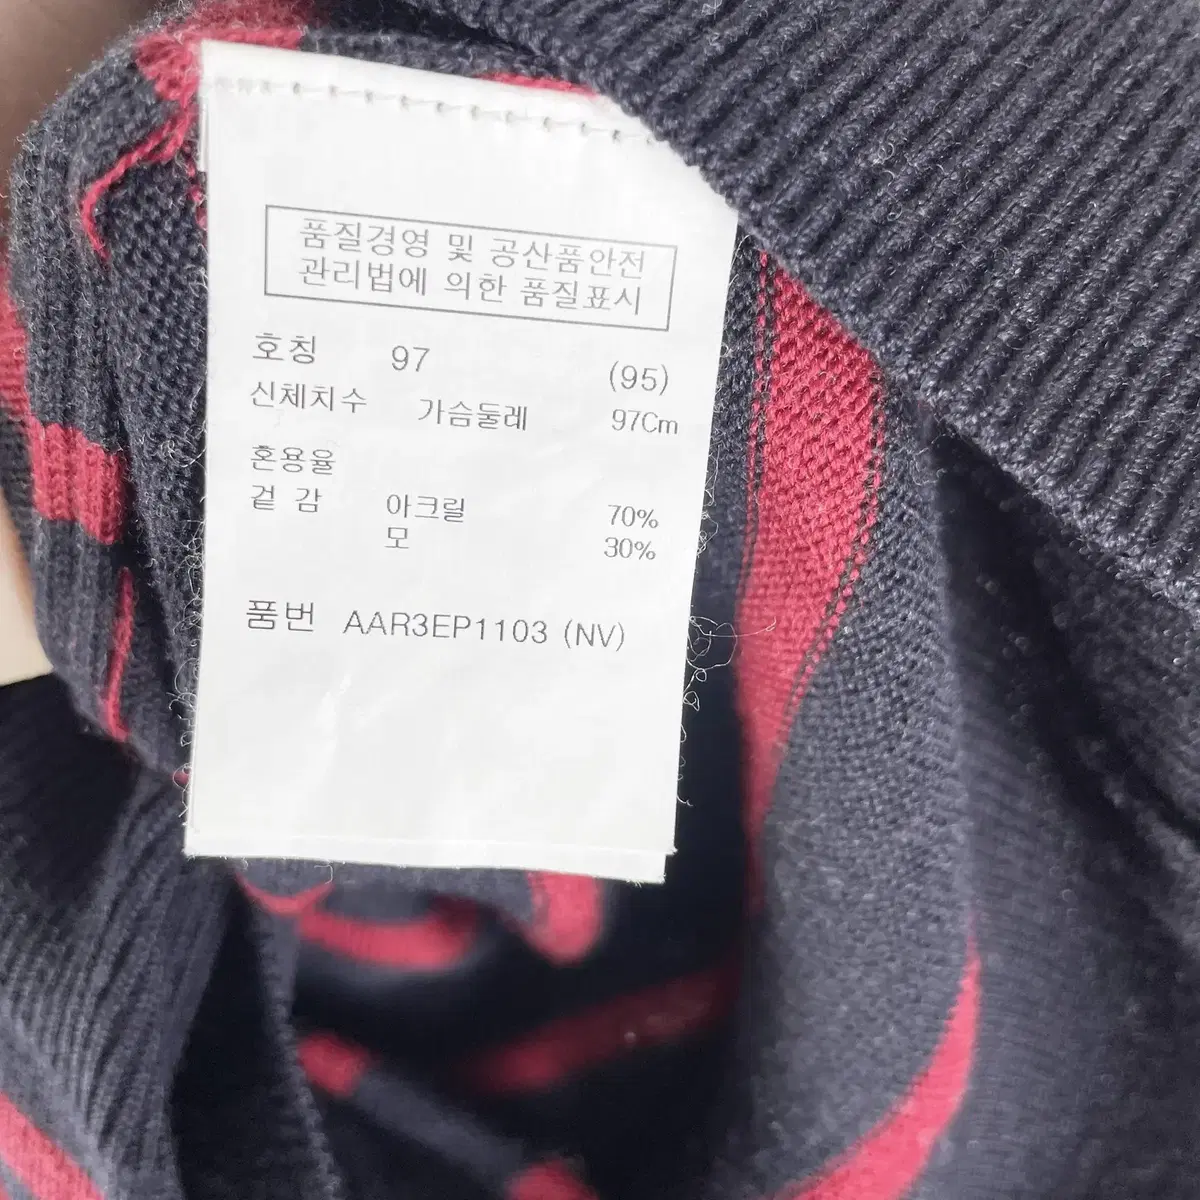 품질경영 및 공산품안전
관리법에 의한 품질표시
호칭 97 (95)
신체치수 가슴둘레 97Cm
혼용율
겉 감 아크릴 70%
모 30%
품번 AAR3EP1103 (NV)